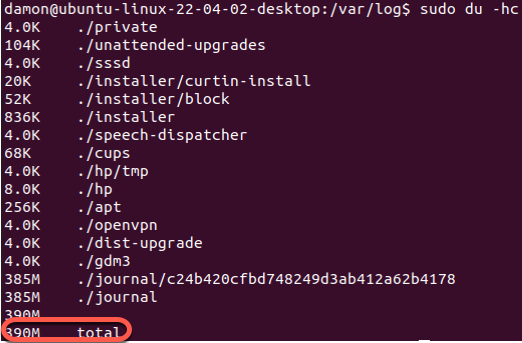 damon@ubuntu-linux-22-04-02-desktop:/var/log$ sudo du -hc
4.0K ./private
104K ./unattended-upgrades
4.0K ./sssd
20K ./installer/curtin-install
52K ./installer/block
836K ./installer
4.0K ./speech-dispatcher
68K ./cups
4.0K ./hp/tmp
8.0K ./hp
256K ./apt
4.0K ./openvpn
4.0K ./dist-upgrade
4.0K ./gdm3
385M ./journal/c24b420cfbd748249d3ab412a62b4178
385M ./journal
390M
390M total